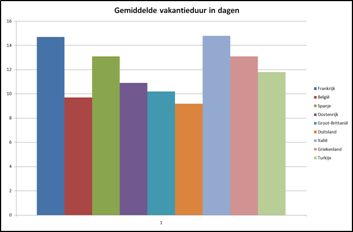 Gemiddelde vakantieduur in dagen
16
14
12
10
8
6
4
2
0
1
Frankrijk
België
Spanje
Oostenrijk
Groot-Brittanië
Duitsland
Italië
Griekenland
Turkije